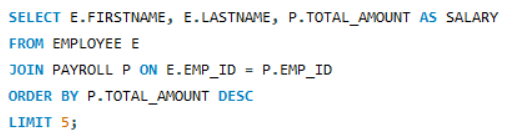 SELECT E.FIRSTNAME, E.LASTNAME, P.TOTAL_AMOUNT AS SALARY
FROM EMPLOYEE E
JOIN PAYROLL P ON E.EMP_ID = P.EMP_ID
ORDER BY P.TOTAL_AMOUNT DESC
LIMIT 5;